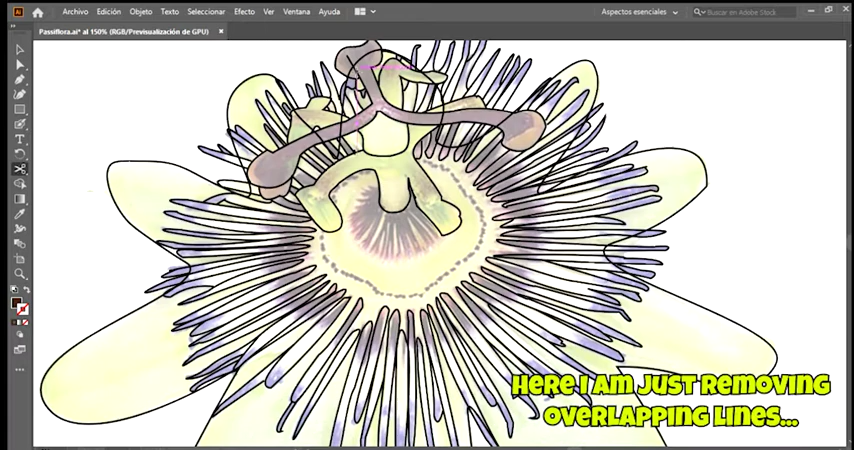 Ai Archivo Edición Objeto Texto Seleccionar Efecto Ver Ventana Ayuda Aspectos esenciales Buscar en Adobe Stock
Passiflora.ai* al 150% (RGB/Previsualización de GPU) ×
Here I am just removing
overlapping lines...